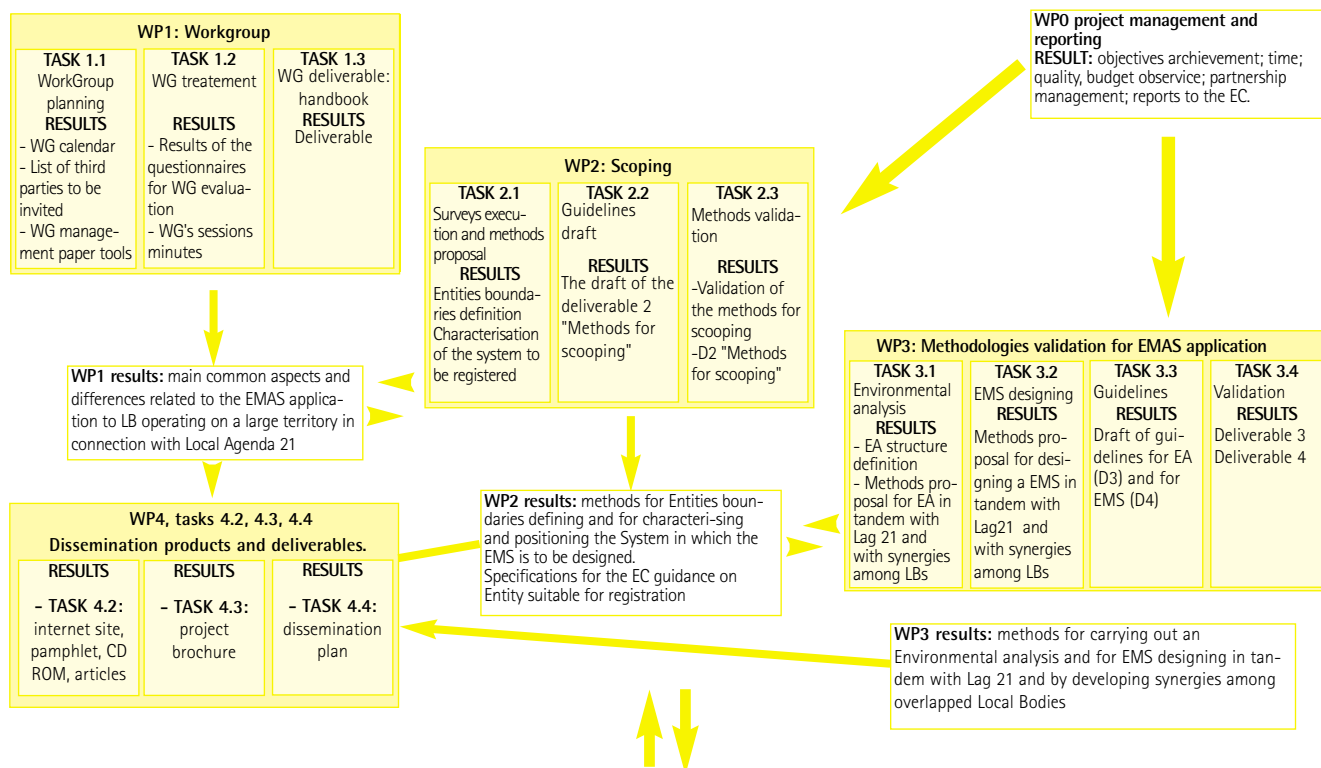 WP1: Workgroup
TASK 1.1
WorkGroup
planning
RESULTS
- WG calendar
- List of third
parties to be
invited
- WG manage-
ment paper tools
TASK 1.2
WG treatement
RESULTS
- Results of the
questionnaires
for WG evalua-
tion
- WG's sessions
minutes
TASK 1.3
WG deliverable:
handbook
RESULTS
Deliverable
WP0 project management and
reporting
RESULT: objectives archievement; time;
quality, budget observice; partnership
management; reports to the EC.
WP2: Scoping
TASK 2.1
Surveys execu-
tion and methods
proposal
RESULTS
Entities bounda-
ries definition
Characterisation
of the system to
be registered
TASK 2.2
Guidelines
draft
RESULTS
The draft of the
deliverable 2
"Methods for
scooping"
TASK 2.3
Methods valida-
tion
RESULTS
-Validation of
the methods for
scooping
-D2 "Methods
for scooping"
WP1 results: main common aspects and
differences related to the EMAS applica-
tion to LB operating on a large territory in
connection with Local Agenda 21
WP3: Methodologies validation for EMAS application
TASK 3.1
Environmental
analysis
RESULTS
- EA structure
definition
- Methods pro-
posal for EA in
tandem with
Lag 21 and
with synergies
among LBs
TASK 3.2
EMS designing
RESULTS
Methods pro-
posal for desig-
ning a EMS in
tandem with
Lag21 and
with synergies
among LBs
TASK 3.3
Guidelines
RESULTS
Draft of gui-
delines for EA
(D3) and for
EMS (D4)
TASK 3.4
Validation
RESULTS
Deliverable 3
Deliverable 4
WP2 results: methods for Entities boun-
daries defining and for characteri-sing
and positioning the System in which the
EMS is to be designed.
Specifications for the EC guidance on
Entity suitable for registration
WP4, tasks 4.2, 4.3, 4.4
Dissemination products and deliverables.
RESULTS
- TASK 4.2:
internet site,
pamphlet, CD
ROM, articles
RESULTS
- TASK 4.3:
project
brochure
RESULTS
- TASK 4.4:
dissemination
plan
WP3 results: methods for carrying out an
Environmental analysis and for EMS designing in tan-
dem with Lag 21 and by developing synergies among
overlapped Local Bodies